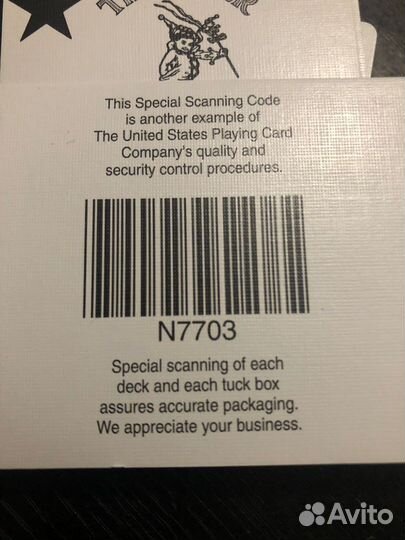 This Special Scanning Code
is another example of
The United States Playing Card
Company's quality and
security control procedures.
N7703
Special scanning of each
deck and each tuck box
assures accurate packaging.
We appreciate your business.
Avito